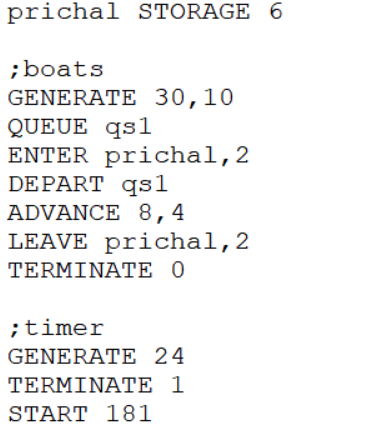 prichal STORAGE 6
;boats
GENERATE 30,10
QUEUE qs1
ENTER prichal,2
DEPART qs1
ADVANCE 8,4
LEAVE prichal,2
TERMINATE 0
;timer
GENERATE 24
TERMINATE 1
START 181